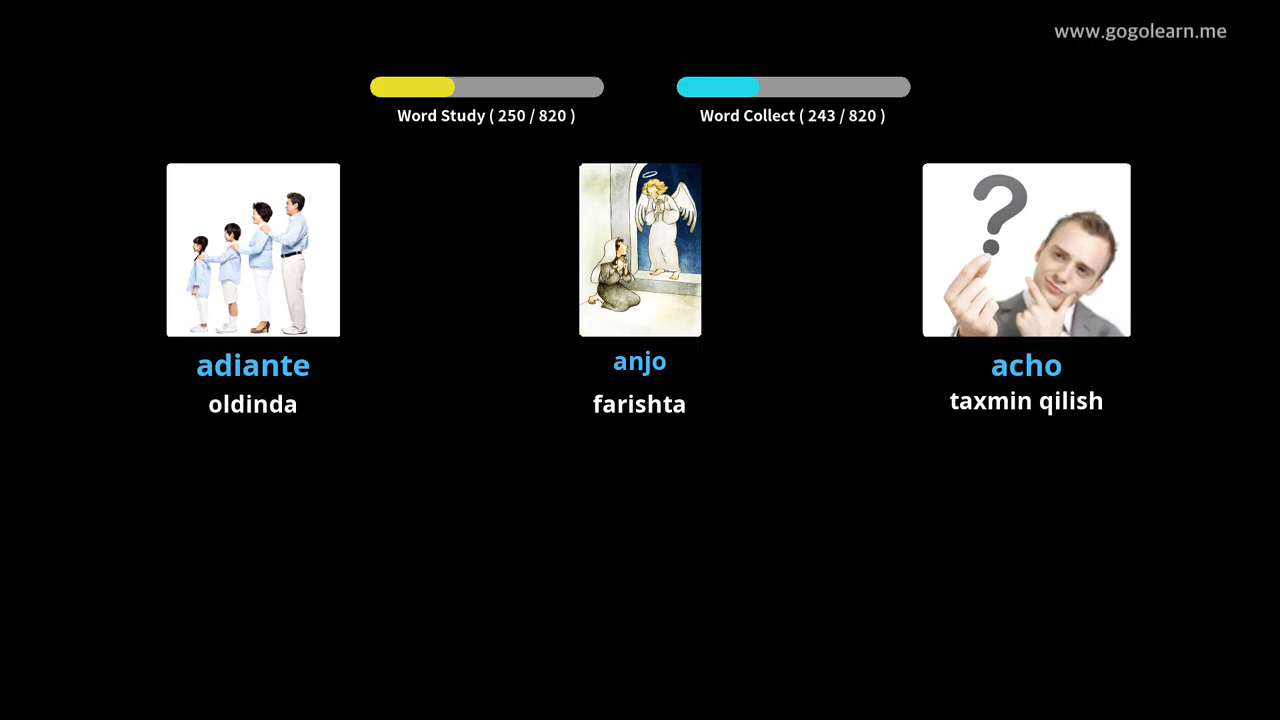 www.gogolearn.me
Word Study ( 250 / 820 )
Word Collect ( 243 / 820 )
adiante
oldinda
anjo
farishta
acho
taxmin qilish